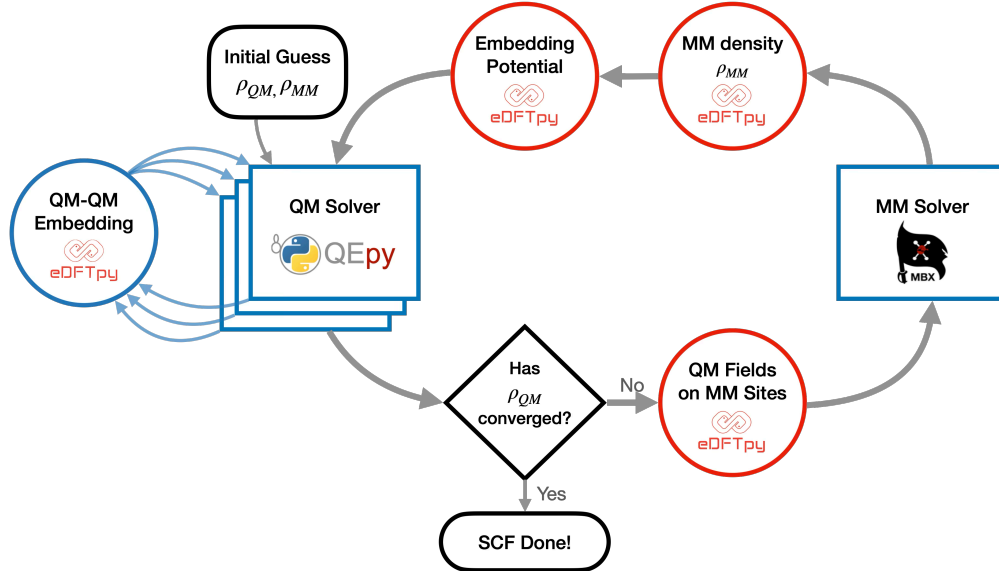 Initial Guess
ρQM, ρMM
Embedding
Potential
eDFTpy
MM density
ρMM
eDFTpy
QM-QM
Embedding
eDFTpy
QM Solver
QEpy
MM Solver
MBX
Has
ρQM
converged?
No
QM Fields
on MM Sites
eDFTpy
Yes
SCF Done!